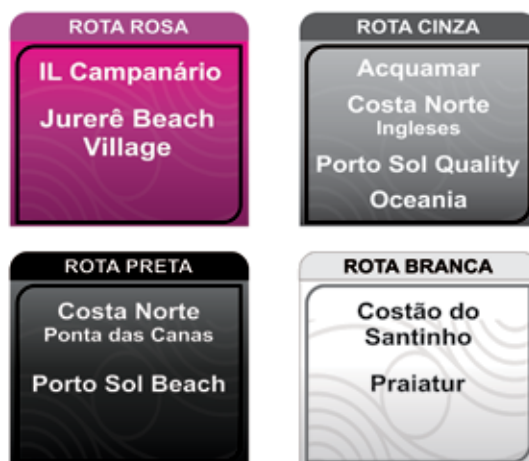 ROTA ROSA
IL Campanário
Jurerê Beach
Village
ROTA CINZA
Acquamar
Costa Norte
Ingleses
Porto Sol Quality
Oceania
ROTA PRETA
Costa Norte
Ponta das Canas
Porto Sol Beach
ROTA BRANCA
Costão do
Santinho
Praiatur